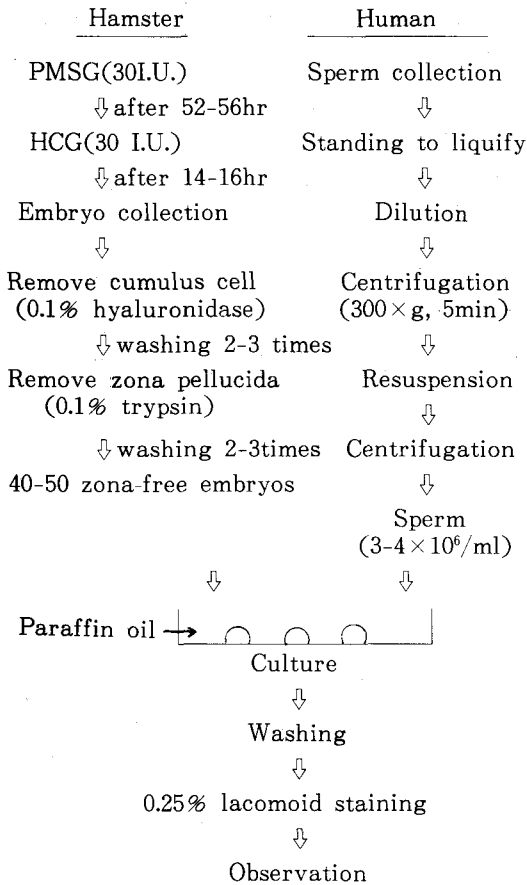 Hamster
PMSG(30I.U.)
⇩after 52-56hr
HCG(30 I.U.)
⇩after 14-16hr
Embryo collection
⇩
Remove cumulus cell
(0.1% hyaluronidase)
⇩washing 2-3 times
Remove zona pellucida
(0.1% trypsin)
⇩washing 2-3times
40-50 zona-free embryos
⇩
Human
Sperm collection
⇩
Standing to liquify
⇩
Dilution
⇩
Centrifugation
(300×g, 5min)
⇩
Resuspension
⇩
Centrifugation
⇩
Sperm
(3-4×10⁶/ml)
⇩
Paraffin oil→
Culture
⇩
Washing
⇩
0.25% lacomoid staining
⇩
Observation